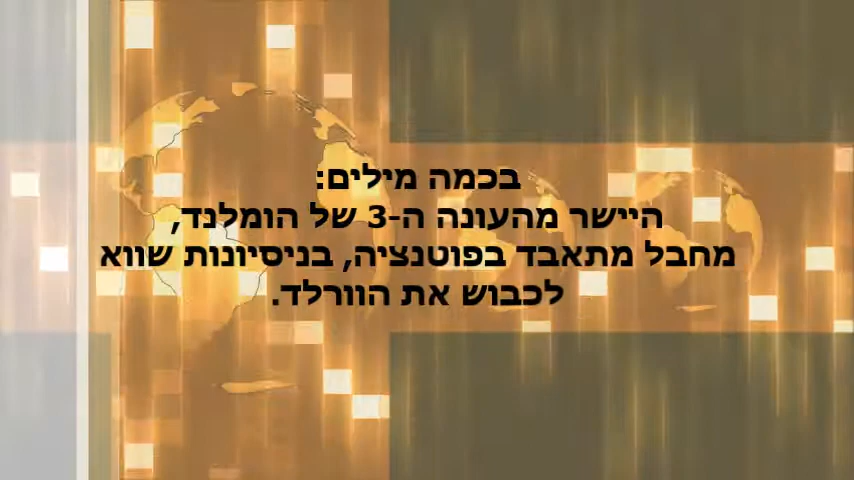 בכמה מילים:
היישר מהעונה ה-3 של הומלנד,
מחבל מתאבד בפוטנציה, בניסיונות שווא
לכבוש את הוורלד.